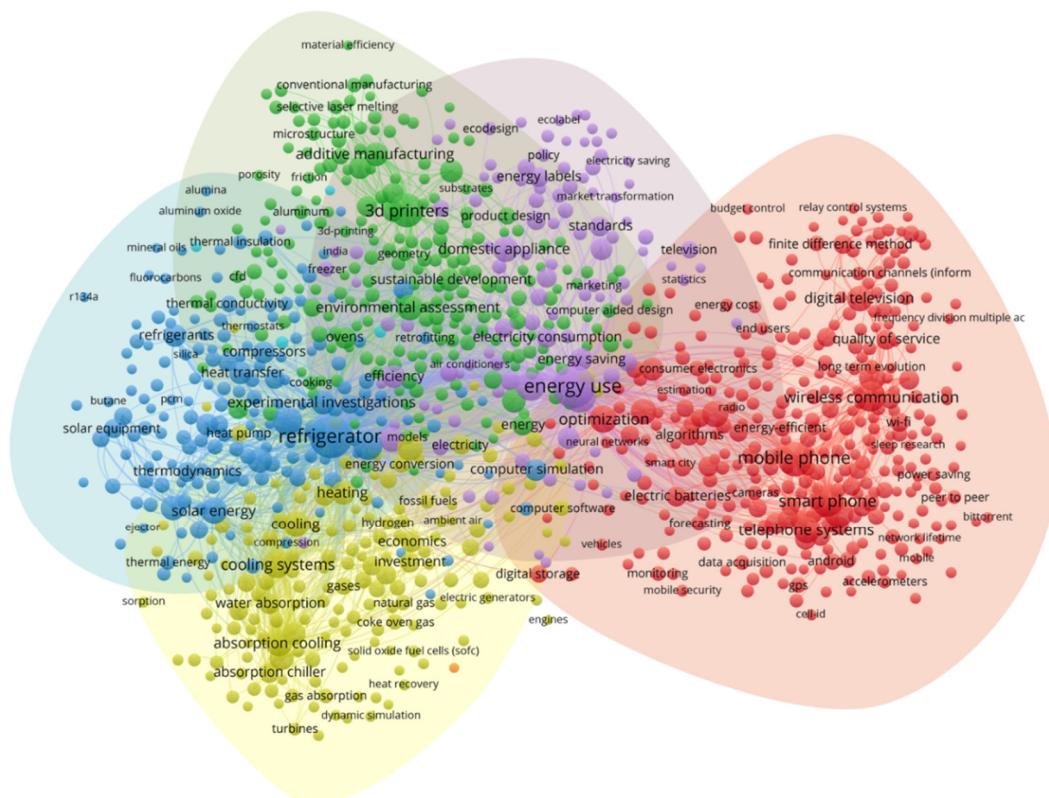 material efficiency
conventional manufacturing
selective laser melting
ecolabel
ecodesign
microstructure
additive manufacturing
policy
electricity saving
porosity
friction
energy labels
alumina
substrates
market transformation
aluminum oxide
aluminum
3d printers
product design
budget control
relay control systems
3d-printing
standards
mineral oils
thermal insulation
india
geometry
domestic appliance
television
finite difference method
fluorocarbons
cfd
freezer
sustainable development
marketing
statistics
communication channels (inform
r134a
thermal conductivity
environmental assessment
computer aided design
energy cost
digital television
frequency division multiple ac
thermostats
refrigerants
ovens
retrofitting
electricity consumption
end users
quality of service
silica
compressors
air conditioners
energy saving
consumer electronics
long term evolution
heat transfer
cooking
efficiency
energy use
estimation
butane
pcm
experimental investigations
radio
wireless communication
solar equipment
heat pump
refrigerator
models
energy
optimization
algorithms
energy-efficient
wi-fi
electricity
neural networks
sleep research
thermodynamics
energy conversion
computer simulation
smart city
mobile phone
power saving
heating
fossil fuels
electric batteries
cameras
smart phone
peer to peer
solar energy
computer software
bittorrent
ejector
cooling
hydrogen
ambient air
forecasting
telephone systems
network lifetime
compression
economics
vehicles
thermal energy
cooling systems
investment
data acquisition
android
mobile
gases
digital storage
monitoring
gps
accelerometers
sorption
water absorption
natural gas
electric generators
mobile security
coke oven gas
engines
cell-id
absorption cooling
solid oxide fuel cells (sofc)
absorption chiller
heat recovery
gas absorption
dynamic simulation
turbines